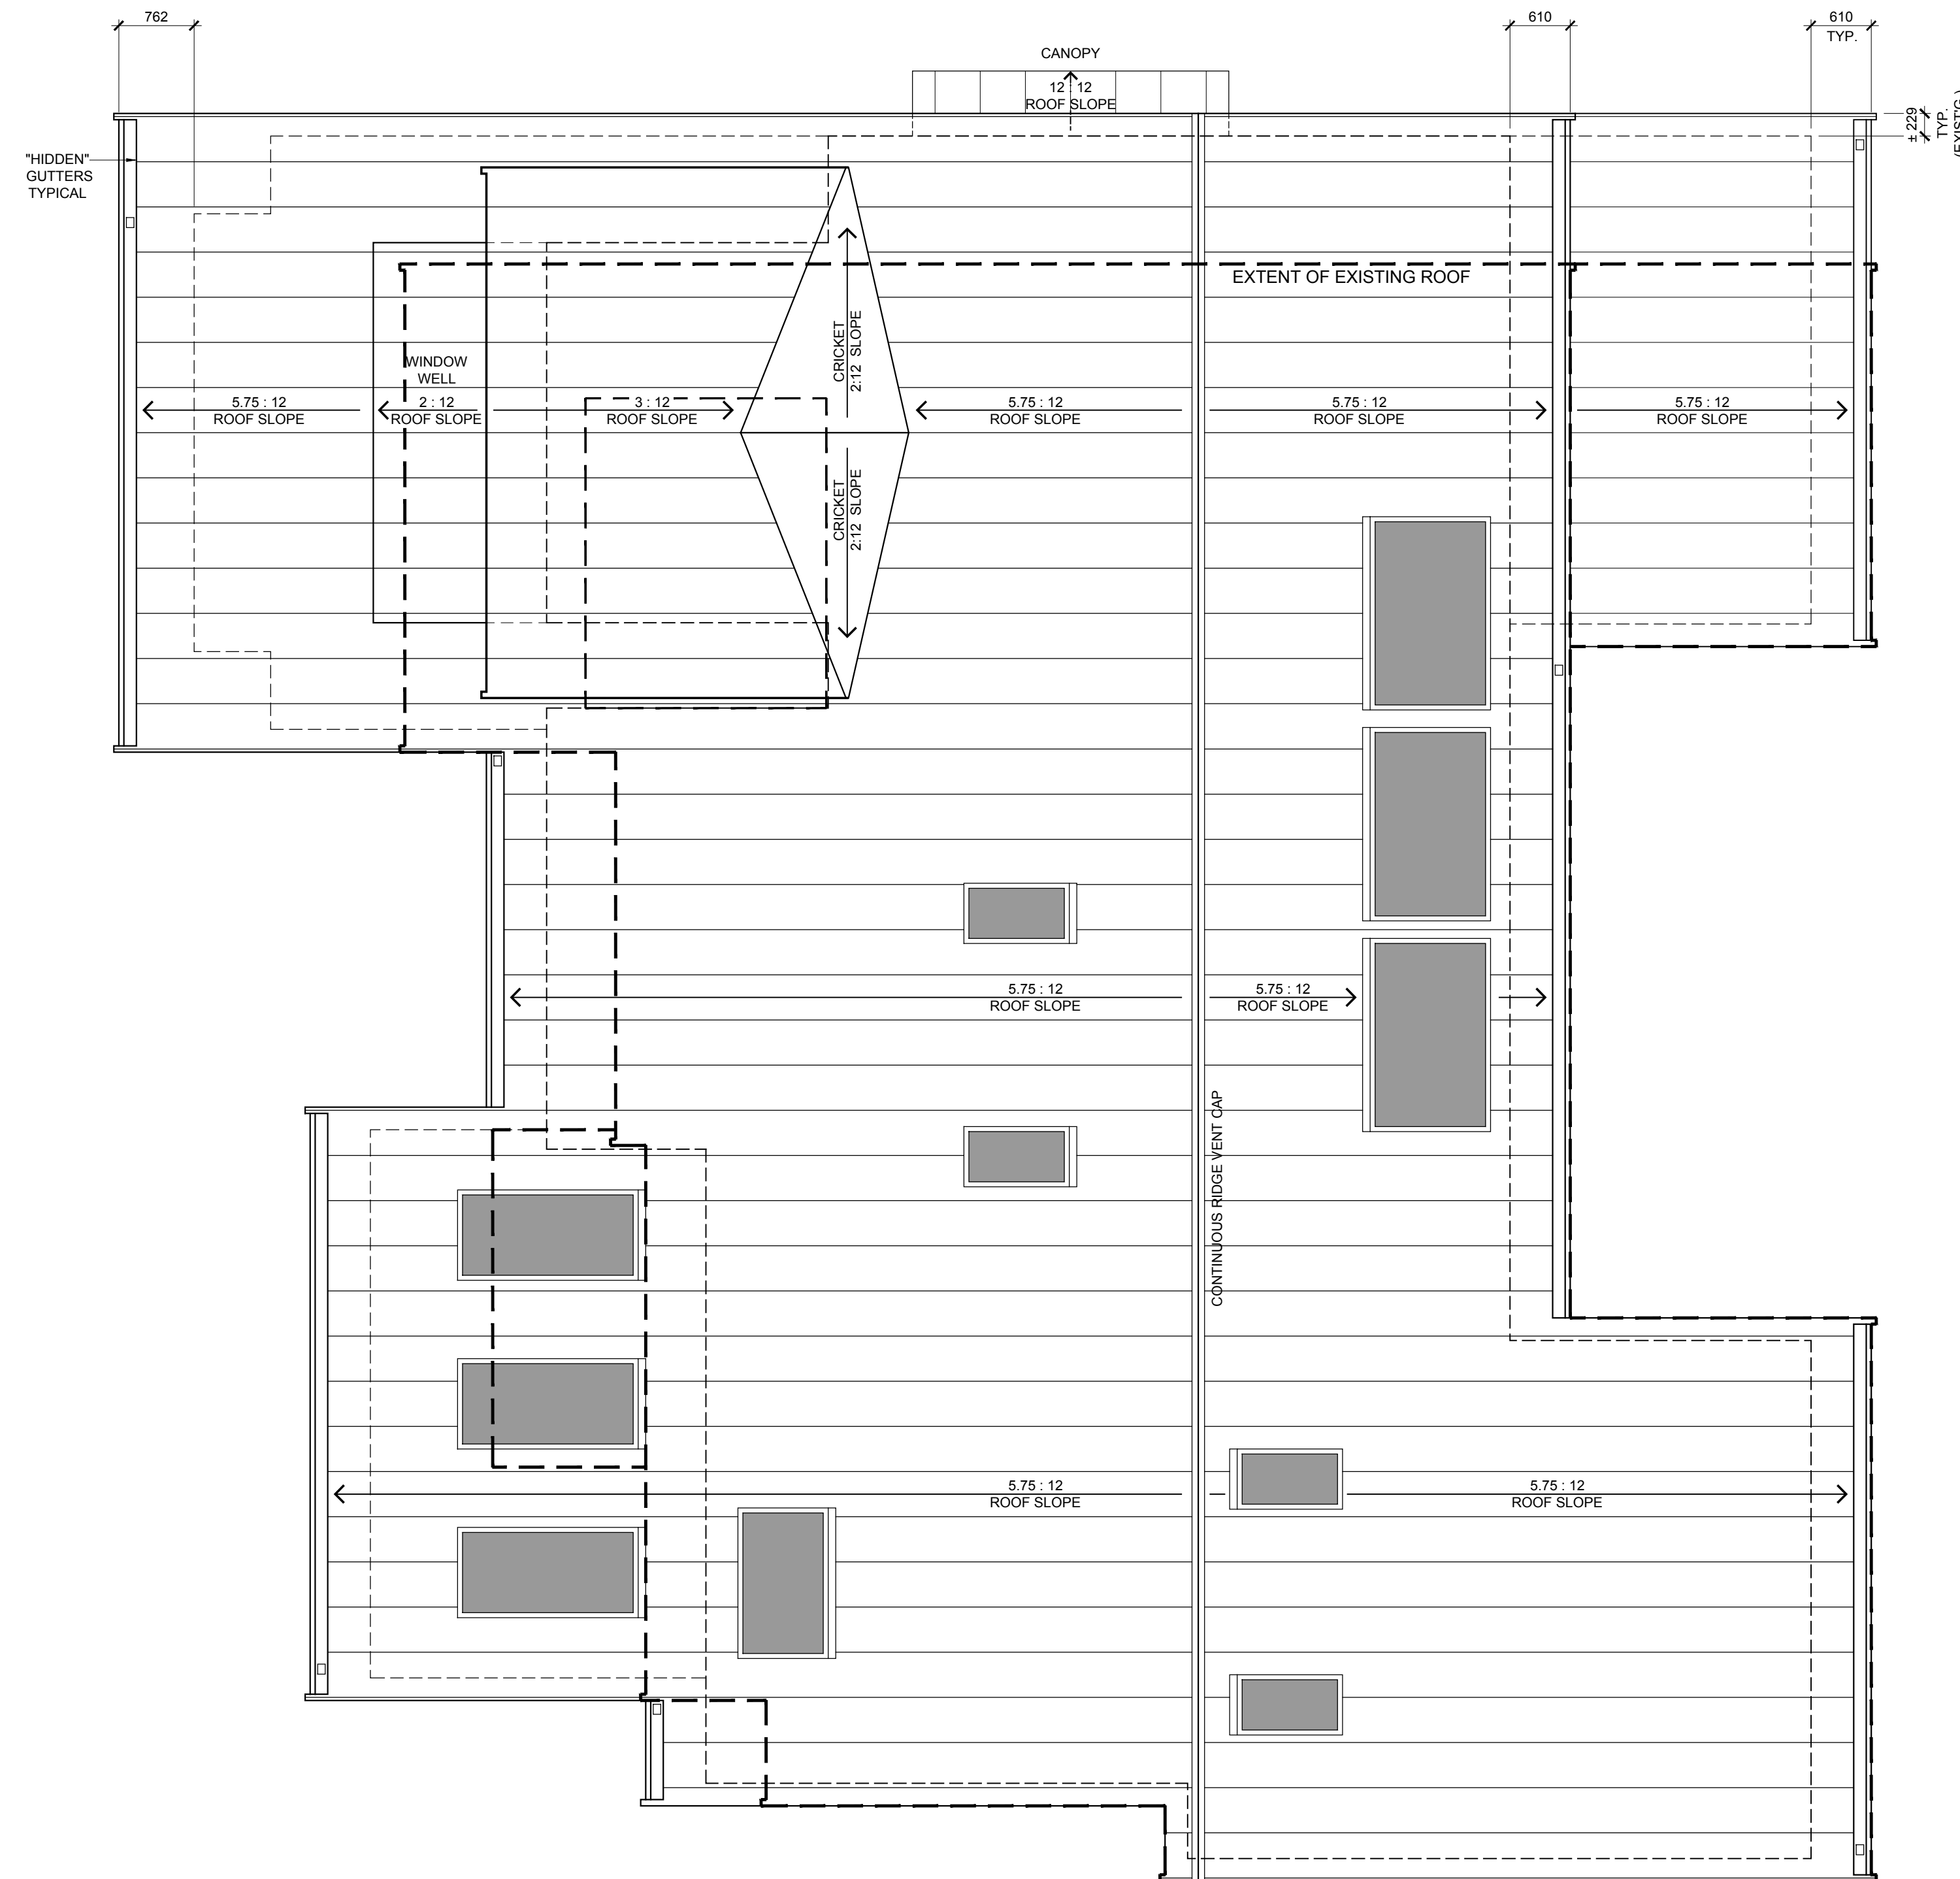 762
610
610
TYP.
CANOPY
12 : 12
ROOF SLOPE
± 229
TYP.
(EXIST'G.)
"HIDDEN"
GUTTERS
TYPICAL
EXTENT OF EXISTING ROOF
CRICKET
2:12 SLOPE
WINDOW
WELL
5.75 : 12
ROOF SLOPE
2 : 12
ROOF SLOPE
3 : 12
ROOF SLOPE
5.75 : 12
ROOF SLOPE
5.75 : 12
ROOF SLOPE
5.75 : 12
ROOF SLOPE
CRICKET
2:12 SLOPE
5.75 : 12
ROOF SLOPE
5.75 : 12
ROOF SLOPE
CONTINUOUS RIDGE VENT CAP
5.75 : 12
ROOF SLOPE
5.75 : 12
ROOF SLOPE